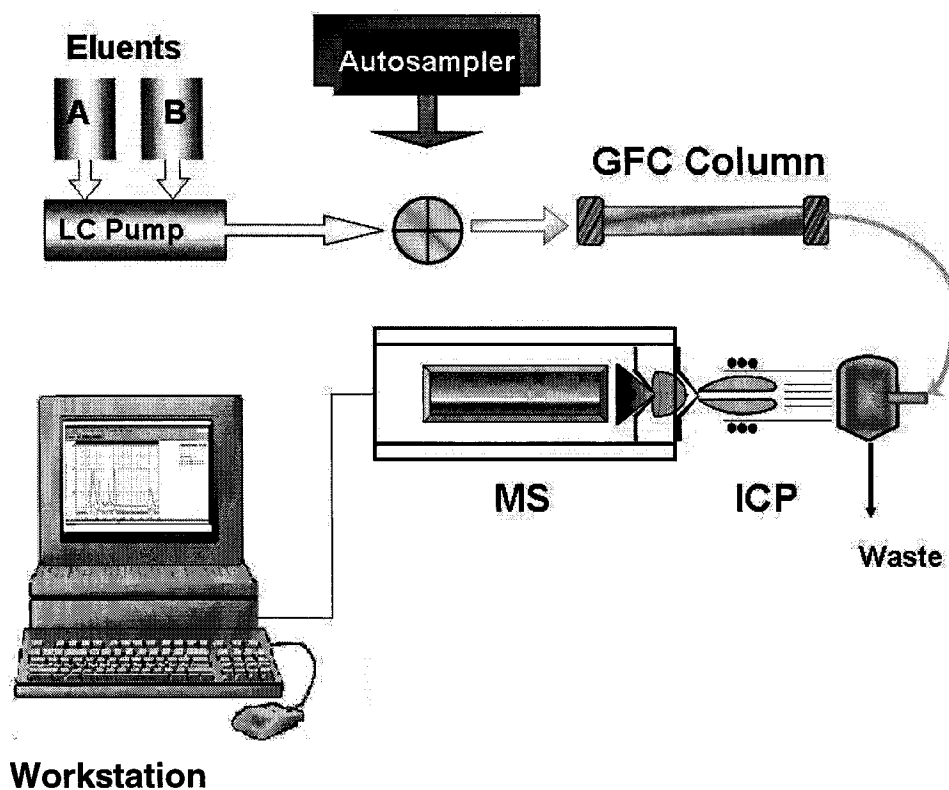 Eluents
Autosampler
A
B
GFC Column
LC Pump
MS
ICP
Waste
Workstation